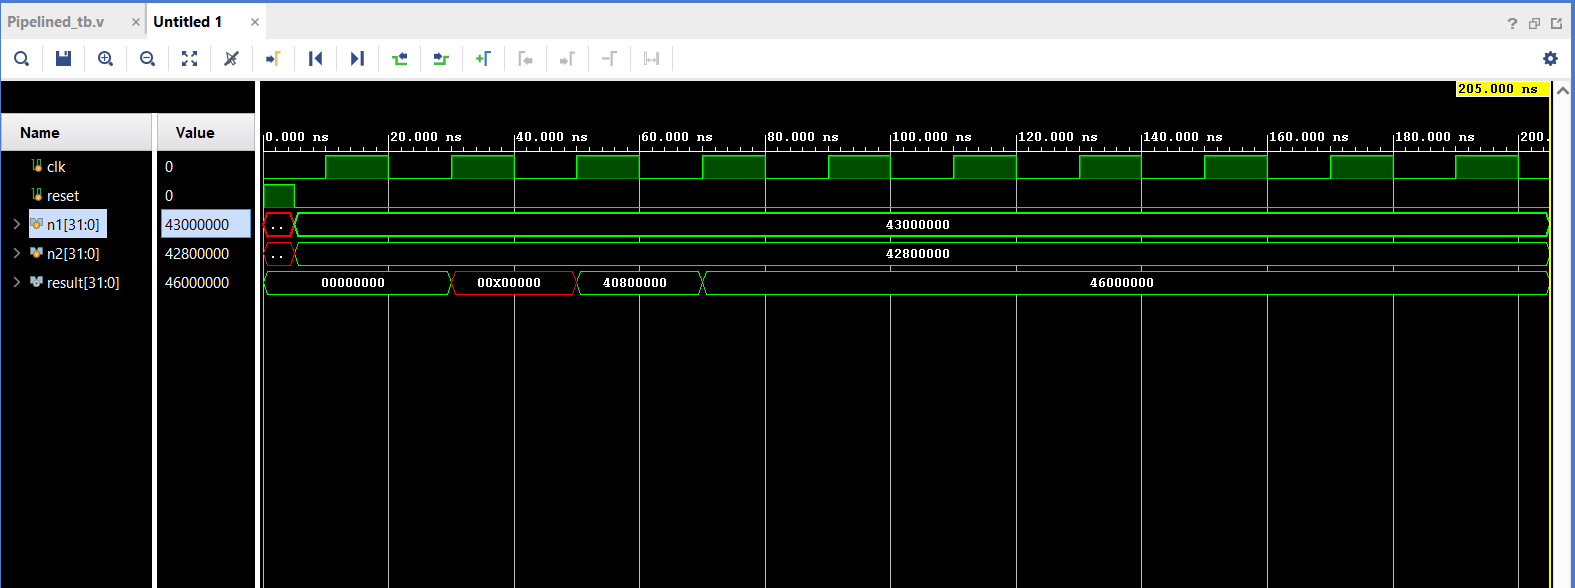 Pipelined_tb.v × Untitled 1 ×
?
205.000 ns
Name Value
0.000 ns 20.000 ns 40.000 ns 60.000 ns 80.000 ns 100.000 ns 120.000 ns 140.000 ns 160.000 ns 180.000 ns 200.
clk 0
reset 0
n1[31:0] 43000000 .. 43000000
n2[31:0] 42800000 .. 42800000
result[31:0] 46000000 00000000 00X00000 40800000 46000000